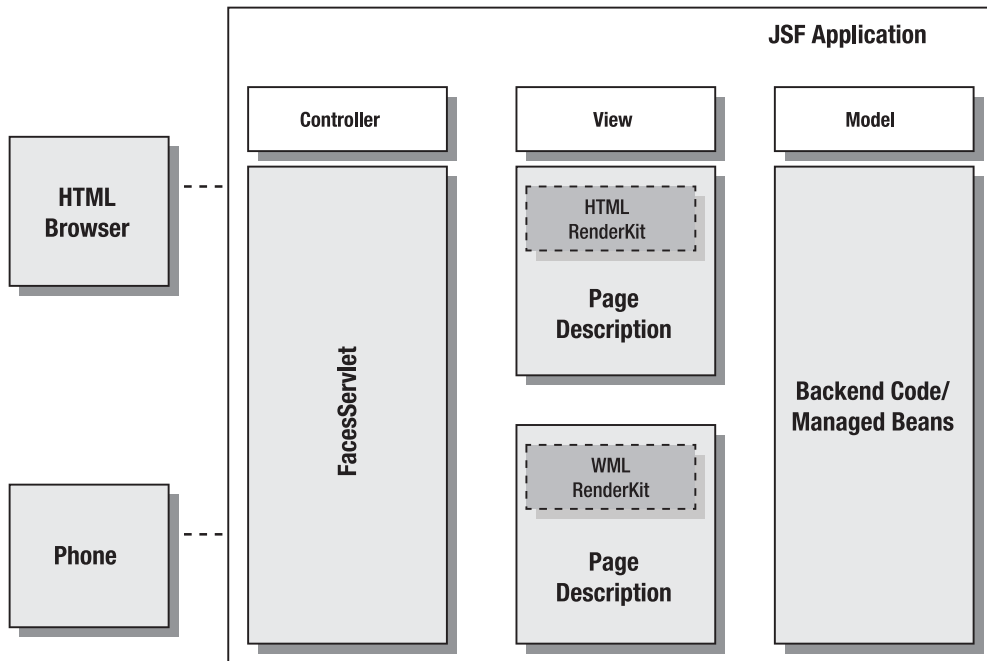 JSF Application
Controller
View
Model
HTML
Browser
HTML
RenderKit
Page
Description
FacesServlet
Backend Code/
Managed Beans
Phone
WML
RenderKit
Page
Description